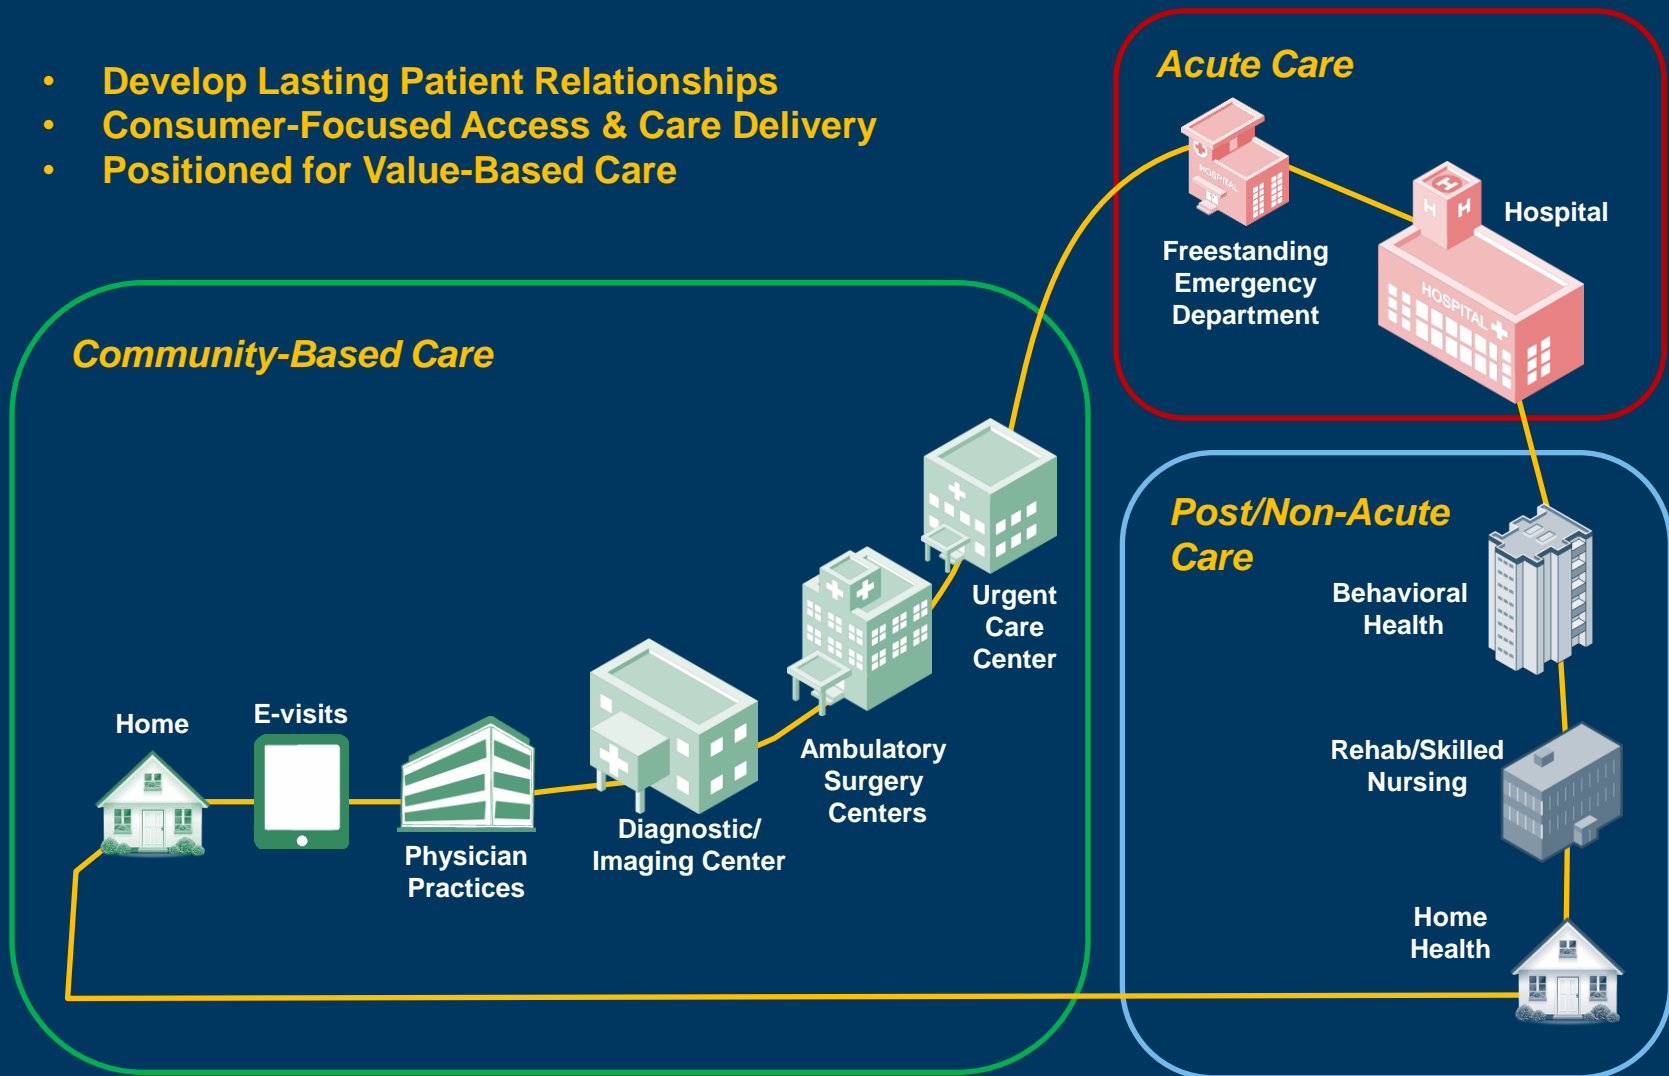 • Develop Lasting Patient Relationships
• Consumer-Focused Access & Care Delivery
• Positioned for Value-Based Care
Acute Care
HOSPITAL
Freestanding
Emergency
Department
H
H H
Hospital
HOSPITAL
Community-Based Care
Home
E-visits
Physician
Practices
Diagnostic/
Imaging Center
Ambulatory
Surgery
Centers
Urgent
Care
Center
Post/Non-Acute
Care
Behavioral
Health
Rehab/Skilled
Nursing
Home
Health